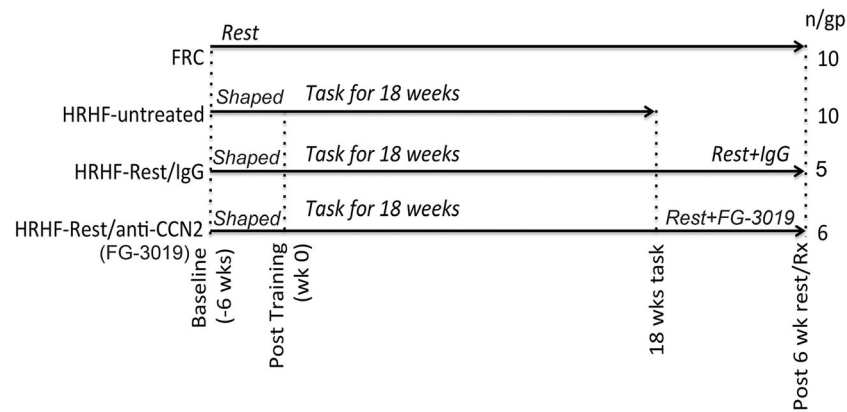 n/gp
Rest
FRC
10
Shaped Task for 18 weeks
HRHF-untreated
10
Shaped Task for 18 weeks Rest+IgG
HRHF-Rest/IgG
5
Shaped Task for 18 weeks
Rest+FG-3019
HRHF-Rest/anti-CCN2
6
(FG-3019)
Baseline
(-6 wks)
Post Training
(wk 0)
18 wks task
Post 6 wk rest/Rx